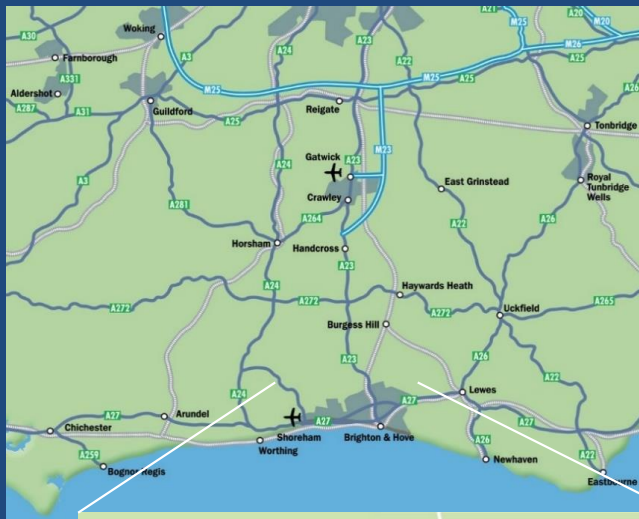 A21
A20
M20
Woking
A30
A24
A23
M25
M26
A3
A22
Farnborough
A331
M25
M25
A25
A25
Aldershot
A287
A31
Guildford
A25
Reigate
A26
Tonbridge
M23
A24
Gatwick
A23
A3
East Grinstead
Royal
Tunbridge
Wells
Crawley
A281
A264
A22
A26
Horsham
Handcross
A23
A24
Haywards Heath
A272
A272
A272
Uckfield
A265
Burgess Hill
A23
A26
A22
A24
Lewes
A27
A27
Arundel
A27
A27
Chichester
Shoreham
Worthing
Brighton & Hove
A26
A259
A22
Bognor Regis
Newhaven
Eastbourne